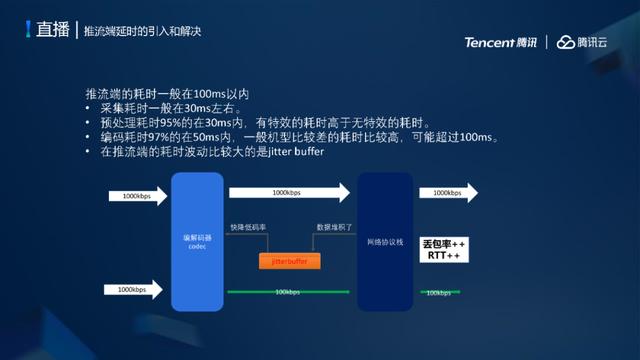 直播 推流端延时的引入和解决
Tencent 腾讯 腾讯云
推流端的耗时一般在100ms以内
• 采集耗时一般在30ms左右。
• 预处理耗时95%的在30ms内，有特效的耗时高于无特效的耗时。
• 编码耗时97%的在50ms内，一般机型比较差的耗时比较高，可能超过100ms。
• 在推流端的耗时波动比较大的是jitter buffer
1000kbps
1000kbps
1000kbps
编解码器
codec
快降低码率
数据堆积了
网络协议栈
jitterbuffer
丢包率++
RTT++
1000kbps
100kbps
100kbps